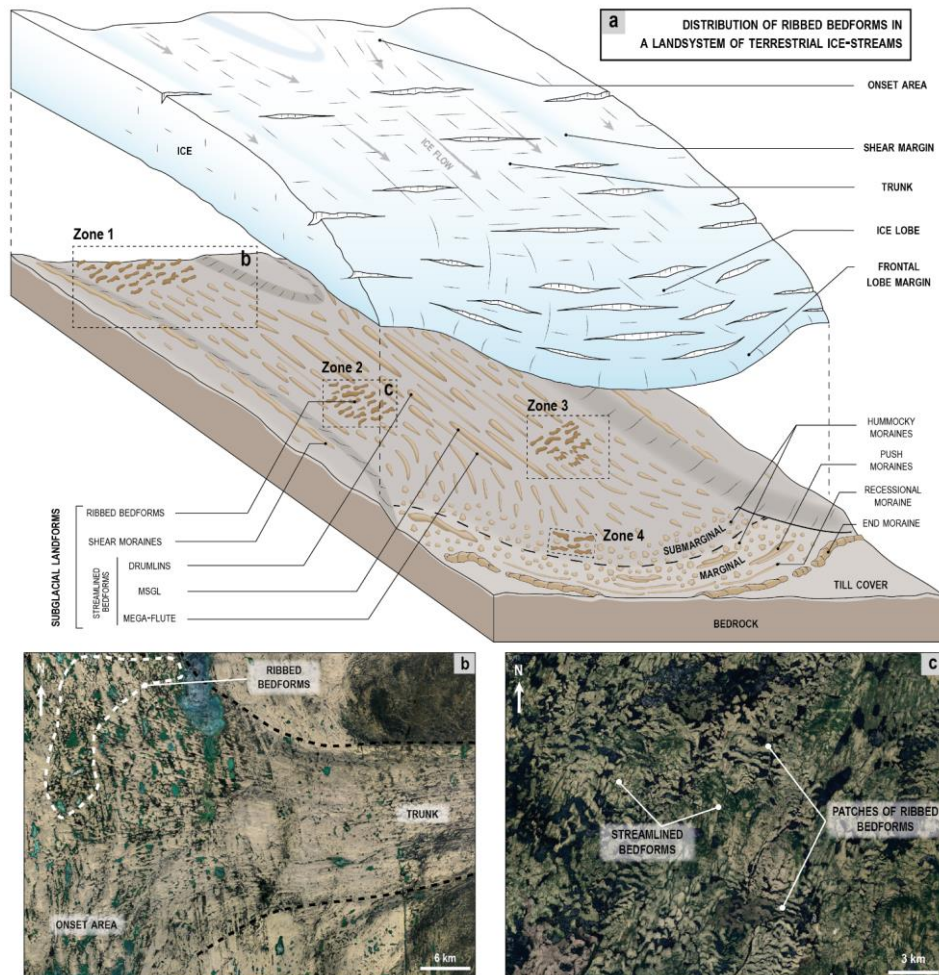 a
DISTRIBUTION OF RIBBED BEDFORMS IN
A LANDSYSTEM OF TERRESTRIAL ICE-STREAMS
ONSET AREA
SHEAR MARGIN
TRUNK
ICE LOBE
FRONTAL
LOBE MARGIN
ICE
ICE FLOW
Zone 1
b
Zone 2
c
Zone 3
Zone 4
HUMMOCKY
MORAINES
PUSH
MORAINES
RECESSIONAL
MORAINE
END MORAINE
SUBMARGINAL
MARGINAL
TILL COVER
BEDROCK
SUBGLACIAL LANDFORMS
RIBBED BEDFORMS
SHEAR MORAINES
STREAMLINED
BEDFORMS
DRUMLINS
MSGL
MEGA-FLUTE
b
N
RIBBED
BEDFORMS
TRUNK
ONSET AREA
6 km
c
N
STREAMLINED
BEDFORMS
PATCHES OF RIBBED
BEDFORMS
3 km